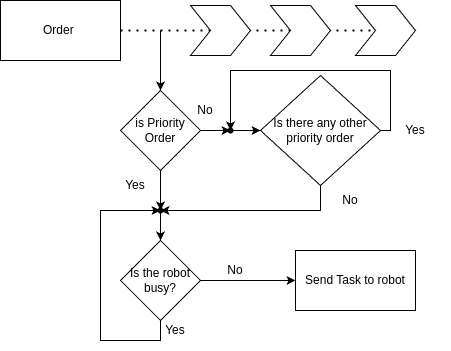 Order
No
is Priority
Order
Is there any other
priority order
Yes
Yes
No
Is the robot
busy?
No
Send Task to robot
Yes